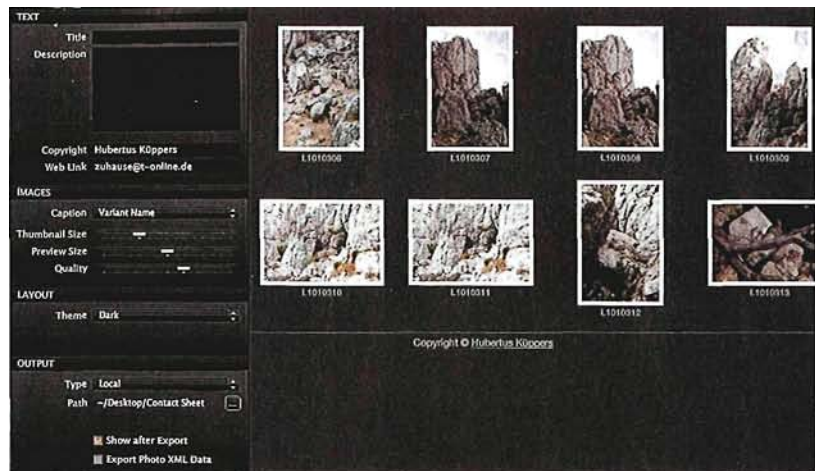 TEXT
Title
Description
Copyright Hubertus Küppers
Web Link zuhause@t-online.de
IMAGES
Caption Variant Name
Thumbnail Size
Preview Size
Quality
LAYOUT
Theme Dark
OUTPUT
Type Local
Path ~/Desktop/Contact Sheet ...
Show after Export
Export Photo XML Data
L1010306
L1010307
L1010308
L1010309
L1010310
L1010311
L1010312
L1010313
Copyright © Hubertus Küppers